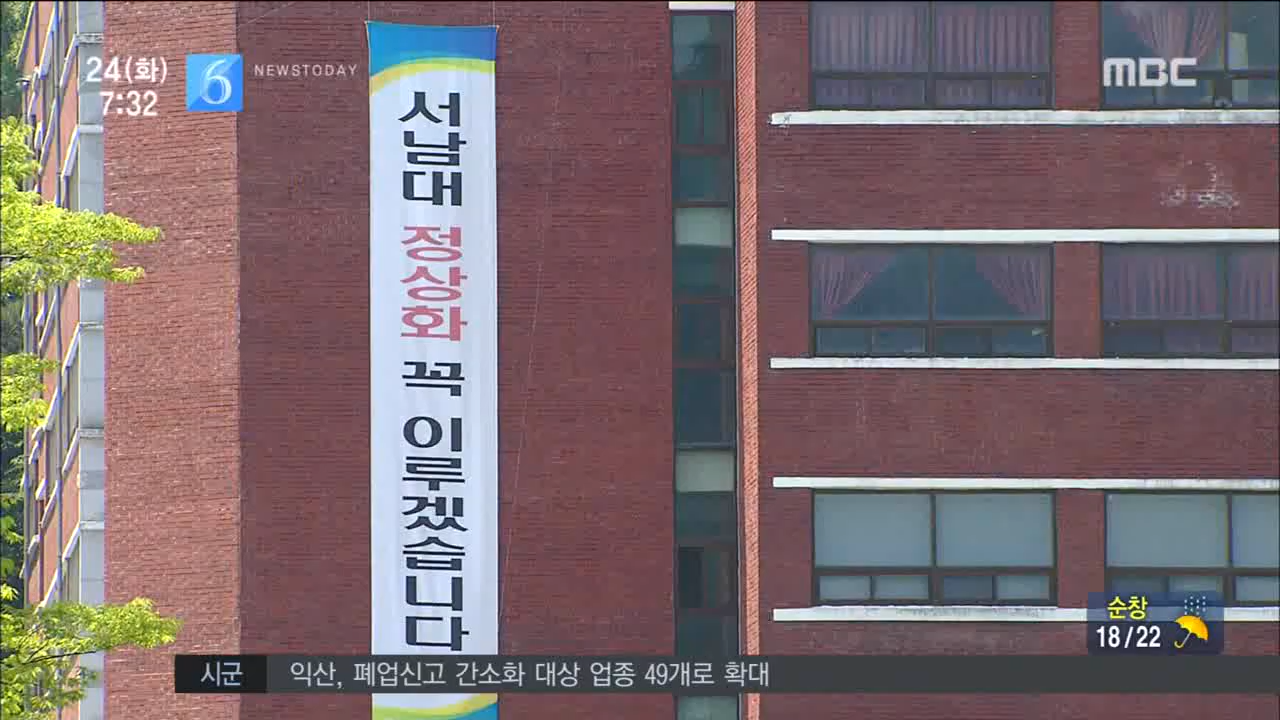 24(화)
7:32
6
NEWSTODAY
MBC
서남대 정상화 꼭 이루겠습니다
순창
18/22
시군 익산, 폐업신고 간소화 대상 업종 49개로 확대